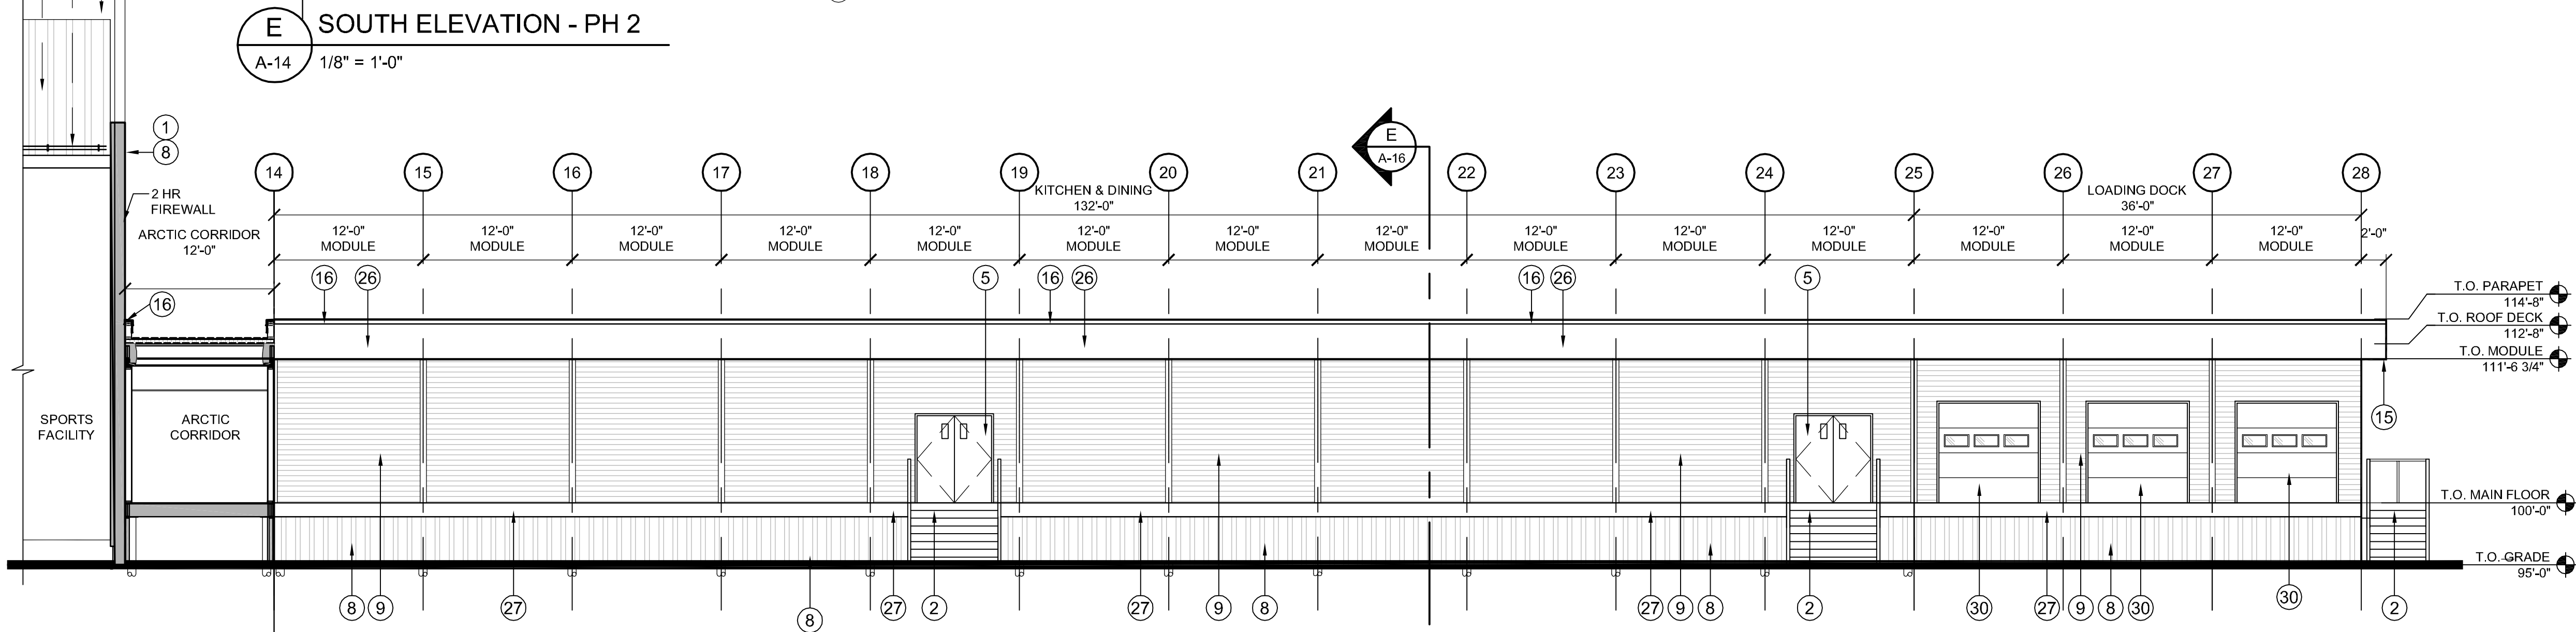 E
A-14
SOUTH ELEVATION - PH 2
1/8" = 1'-0"
1
8
2 HR
FIREWALL
ARCTIC CORRIDOR
12'-0"
E
A-16
14
15
16
17
18
19
20
21
22
23
24
25
26
27
28
KITCHEN & DINING
132'-0"
LOADING DOCK
36'-0"
12'-0"
MODULE
12'-0"
MODULE
12'-0"
MODULE
12'-0"
MODULE
12'-0"
MODULE
12'-0"
MODULE
12'-0"
MODULE
12'-0"
MODULE
12'-0"
MODULE
12'-0"
MODULE
12'-0"
MODULE
12'-0"
MODULE
12'-0"
MODULE
12'-0"
MODULE
2'-0"
16
16
26
5
16
26
16
26
5
T.O. PARAPET
114'-8"
T.O. ROOF DECK
112'-8"
T.O. MODULE
111'-6 3/4"
15
SPORTS
FACILITY
ARCTIC
CORRIDOR
T.O. MAIN FLOOR
100'-0"
T.O. GRADE
95'-0"
8
9
27
8
27
2
27
9
8
27
9
8
2
30
27
9
8
30
30
2